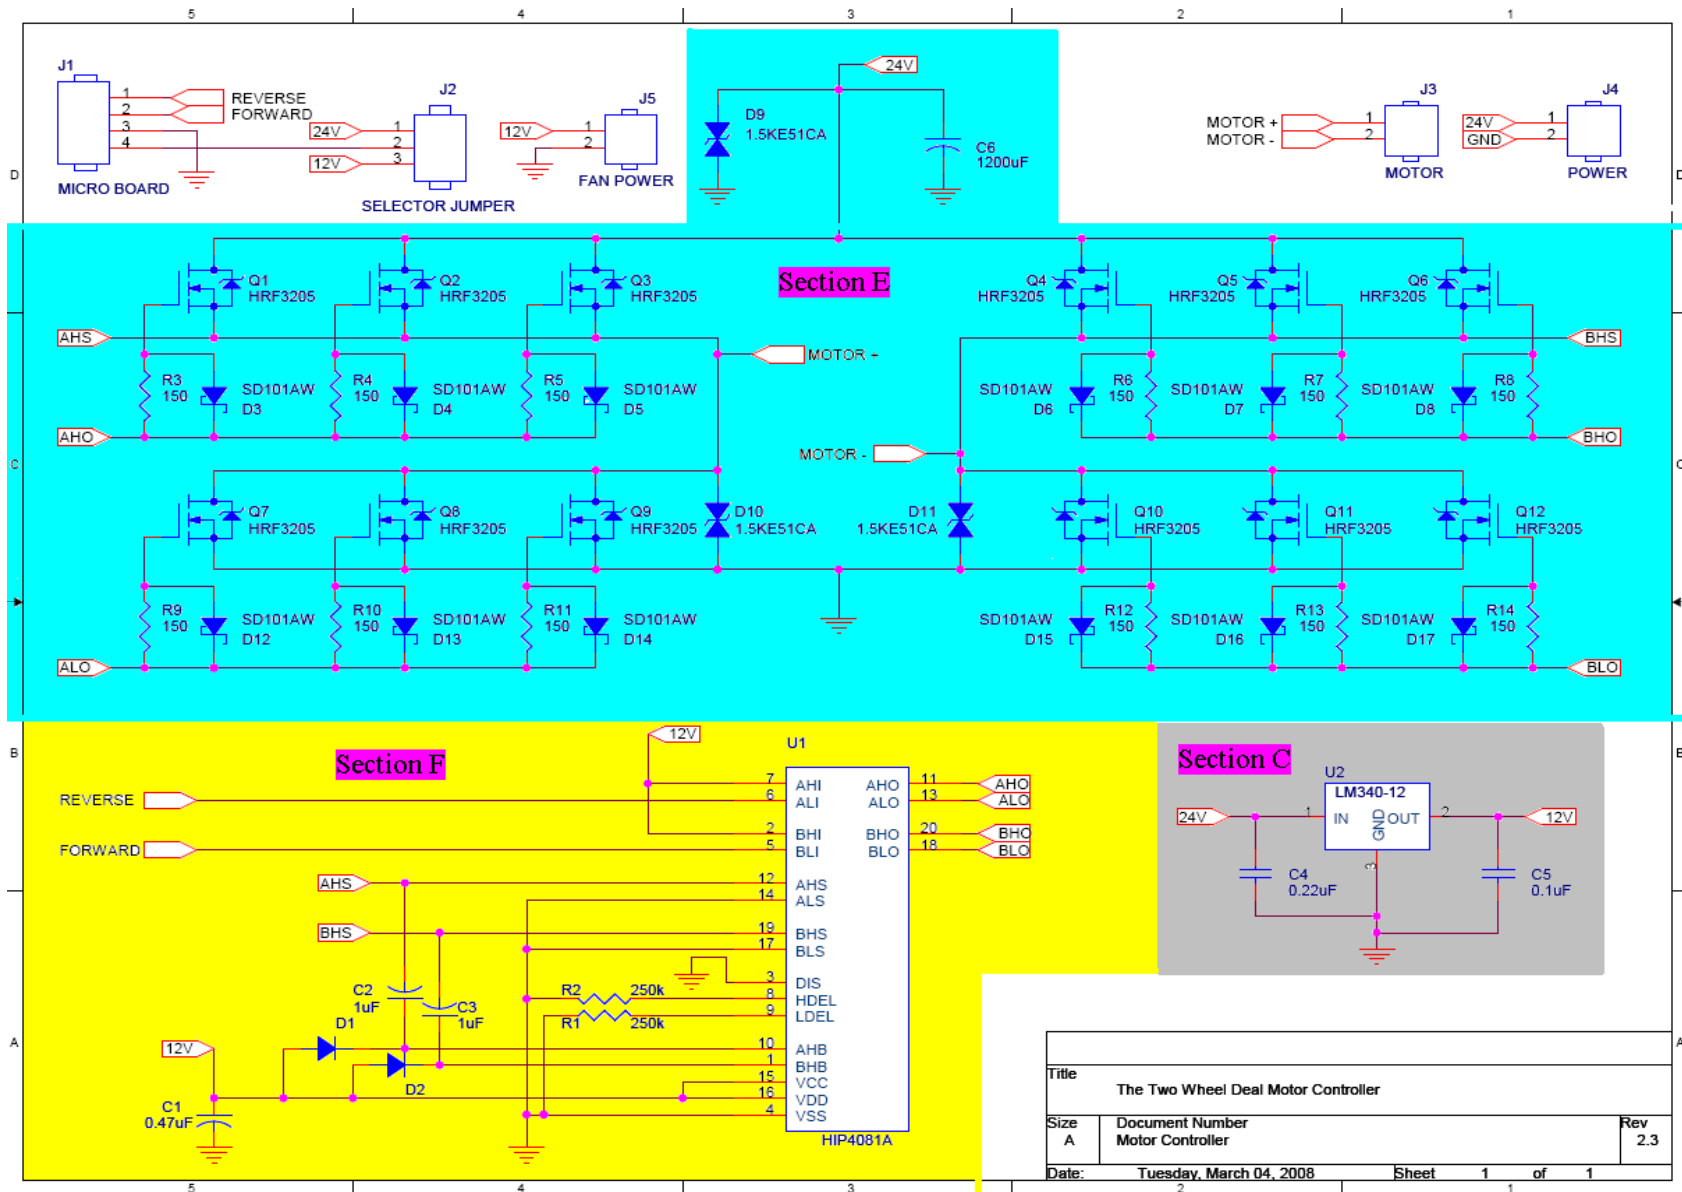 5 4 3 2 1
J1
1 REVERSE
2 FORWARD
3
4
MICRO BOARD
J2
24V 1
2
12V 3
SELECTOR JUMPER
J5
12V 1
2
FAN POWER
24V
D9
1.5KE51CA
C6
1200uF
J3
MOTOR + 1
MOTOR - 2
MOTOR
J4
24V 1
GND 2
POWER
D D
Section E
Q1
HRF3205
Q2
HRF3205
Q3
HRF3205
Q4
HRF3205
Q5
HRF3205
Q6
HRF3205
AHS
MOTOR +
BHS
R3
150
SD101AW
D3
R4
150
SD101AW
D4
R5
150
SD101AW
D5
SD101AW
D6
R6
150
SD101AW
D7
R7
150
SD101AW
D8
R8
150
AHO
BHO
MOTOR -
C C
Q7
HRF3205
Q8
HRF3205
Q9
HRF3205
D10
1.5KE51CA
D11
1.5KE51CA
Q10
HRF3205
Q11
HRF3205
Q12
HRF3205
R9
150
SD101AW
D12
R10
150
SD101AW
D13
R11
150
SD101AW
D14
SD101AW
D15
R12
150
SD101AW
D16
R13
150
SD101AW
D17
R14
150
ALO
BLO
B B
Section F
12V
U1
REVERSE
FORWARD
7 AHI AHO 11 AHO
6 ALI ALO 13 ALO
2 BHI BHO 20 BHO
5 BLI BLO 18 BLO
AHS 12 AHS
14 ALS
BHS 19 BHS
17 BLS
3 DIS
R2 250k 8 HDEL
R1 250k 9 LDEL
C2
1uF
C3
1uF
D1
12V
10 AHB
1 BHB
D2
15 VCC
16 VDD
4 VSS
C1
0.47uF
HIP4081A
Section C
U2
LM340-12
24V 1 IN GND OUT 2 12V
3
C4
0.22uF
C5
0.1uF
A A
Title
The Two Wheel Deal Motor Controller
Size Document Number Rev
A Motor Controller 2.3
Date: Tuesday, March 04, 2008 Sheet 1 of 1
5 4 3 2 1